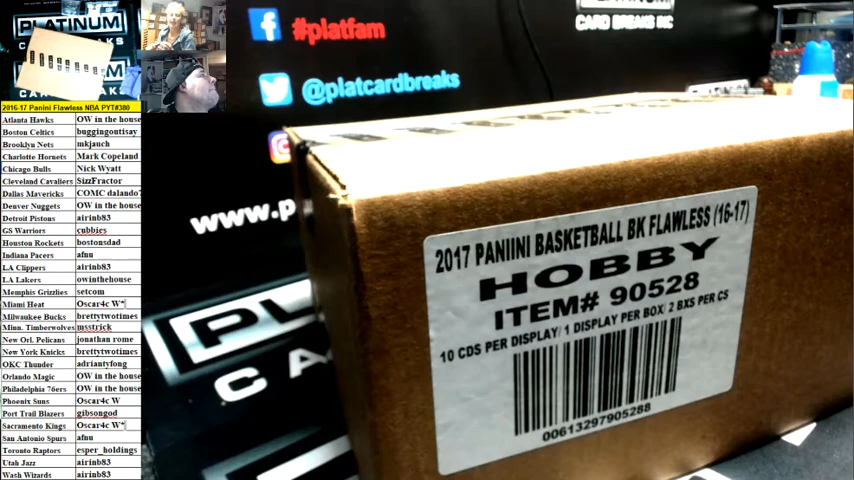 PLATINUM
CARD BREAKS INC
#platfam
@platcardbreaks
www.p
2017 PANIINI BASKETBALL BK FLAWLESS (16-17)
HOBBY
ITEM# 90528
10 CDS PER DISPLAY/ 1 DISPLAY PER BOX/ 2 BXS PER CS
00613297905288
2016-17 Panini Flawless NBA PYT#380
Atlanta Hawks OW in the house
Boston Celtics buggingoutisay
Brooklyn Nets mkjauch
Charlotte Hornets Mark Copeland
Chicago Bulls Nick Wyatt
Cleveland Cavaliers SizzFractor
Dallas Mavericks COMC dalando7
Denver Nuggets OW in the house
Detroit Pistons airinb83
GS Warriors cubbies
Houston Rockets bostonsdad
Indiana Pacers afnu
LA Clippers airinb83
LA Lakers owinthehouse
Memphis Grizzlies setcom
Miami Heat Oscar4c W*
Milwaukee Bucks brettytwotimes
Minn. Timberwolves msstrick
New Orl. Pelicans jonathan rome
New York Knicks brettytwotimes
OKC Thunder adriantyfong
Orlando Magic OW in the house
Philadelphia 76ers OW in the house
Phoenix Suns Oscar4c W
Port Trail Blazers gibsongod
Sacramento Kings Oscar4c W*
San Antonio Spurs afnu
Toronto Raptors esper_holdings
Utah Jazz airinb83
Wash Wizards airinb83